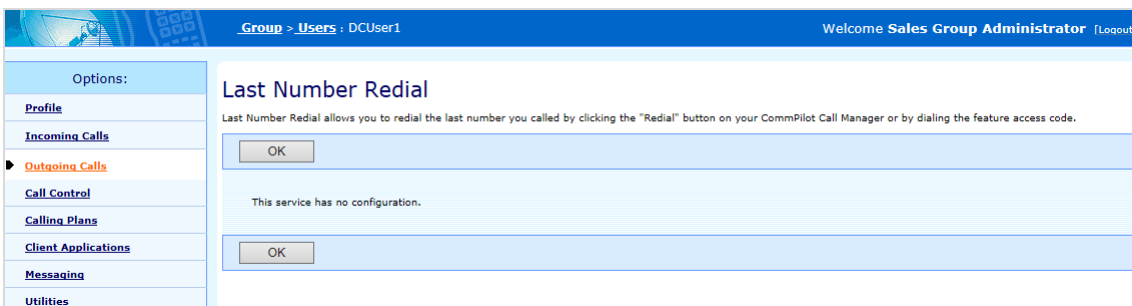 Group > Users : DCUser1
Welcome Sales Group Administrator [Logout
Options:
Profile
Incoming Calls
Outgoing Calls
Call Control
Calling Plans
Client Applications
Messaging
Utilities
Last Number Redial
Last Number Redial allows you to redial the last number you called by clicking the "Redial" button on your CommPilot Call Manager or by dialing the feature access code.
OK
This service has no configuration.
OK